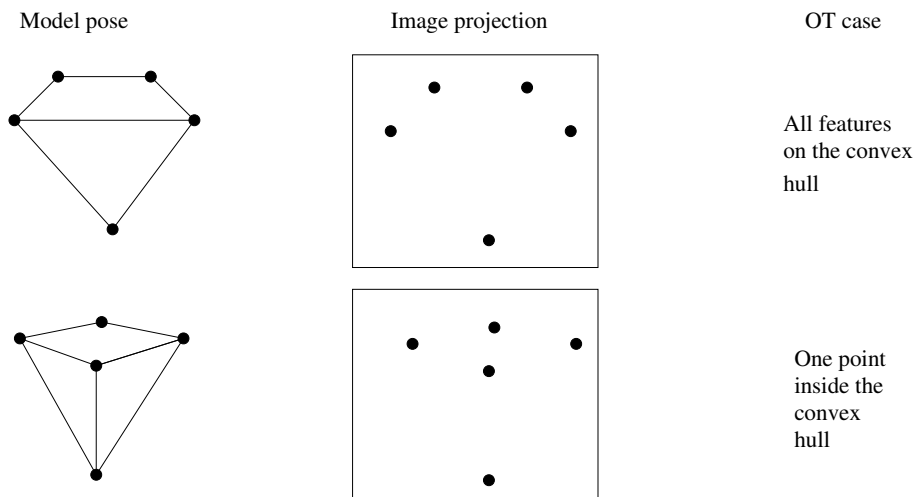 Model pose
Image projection
OT case
All features
on the convex
hull
One point
inside the
convex
hull